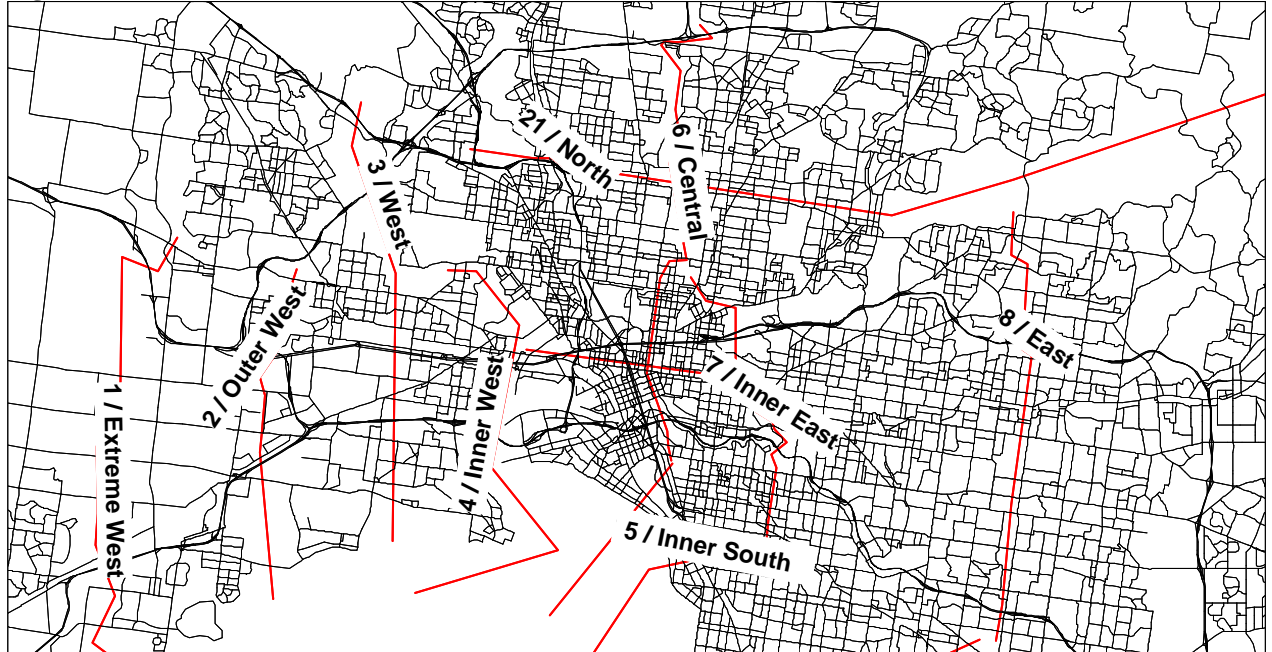 21 / North
6 / Central
3 / West
2 / Outer West
8 / East
1 / Extreme West
4 / Inner West
7 / Inner East
5 / Inner South